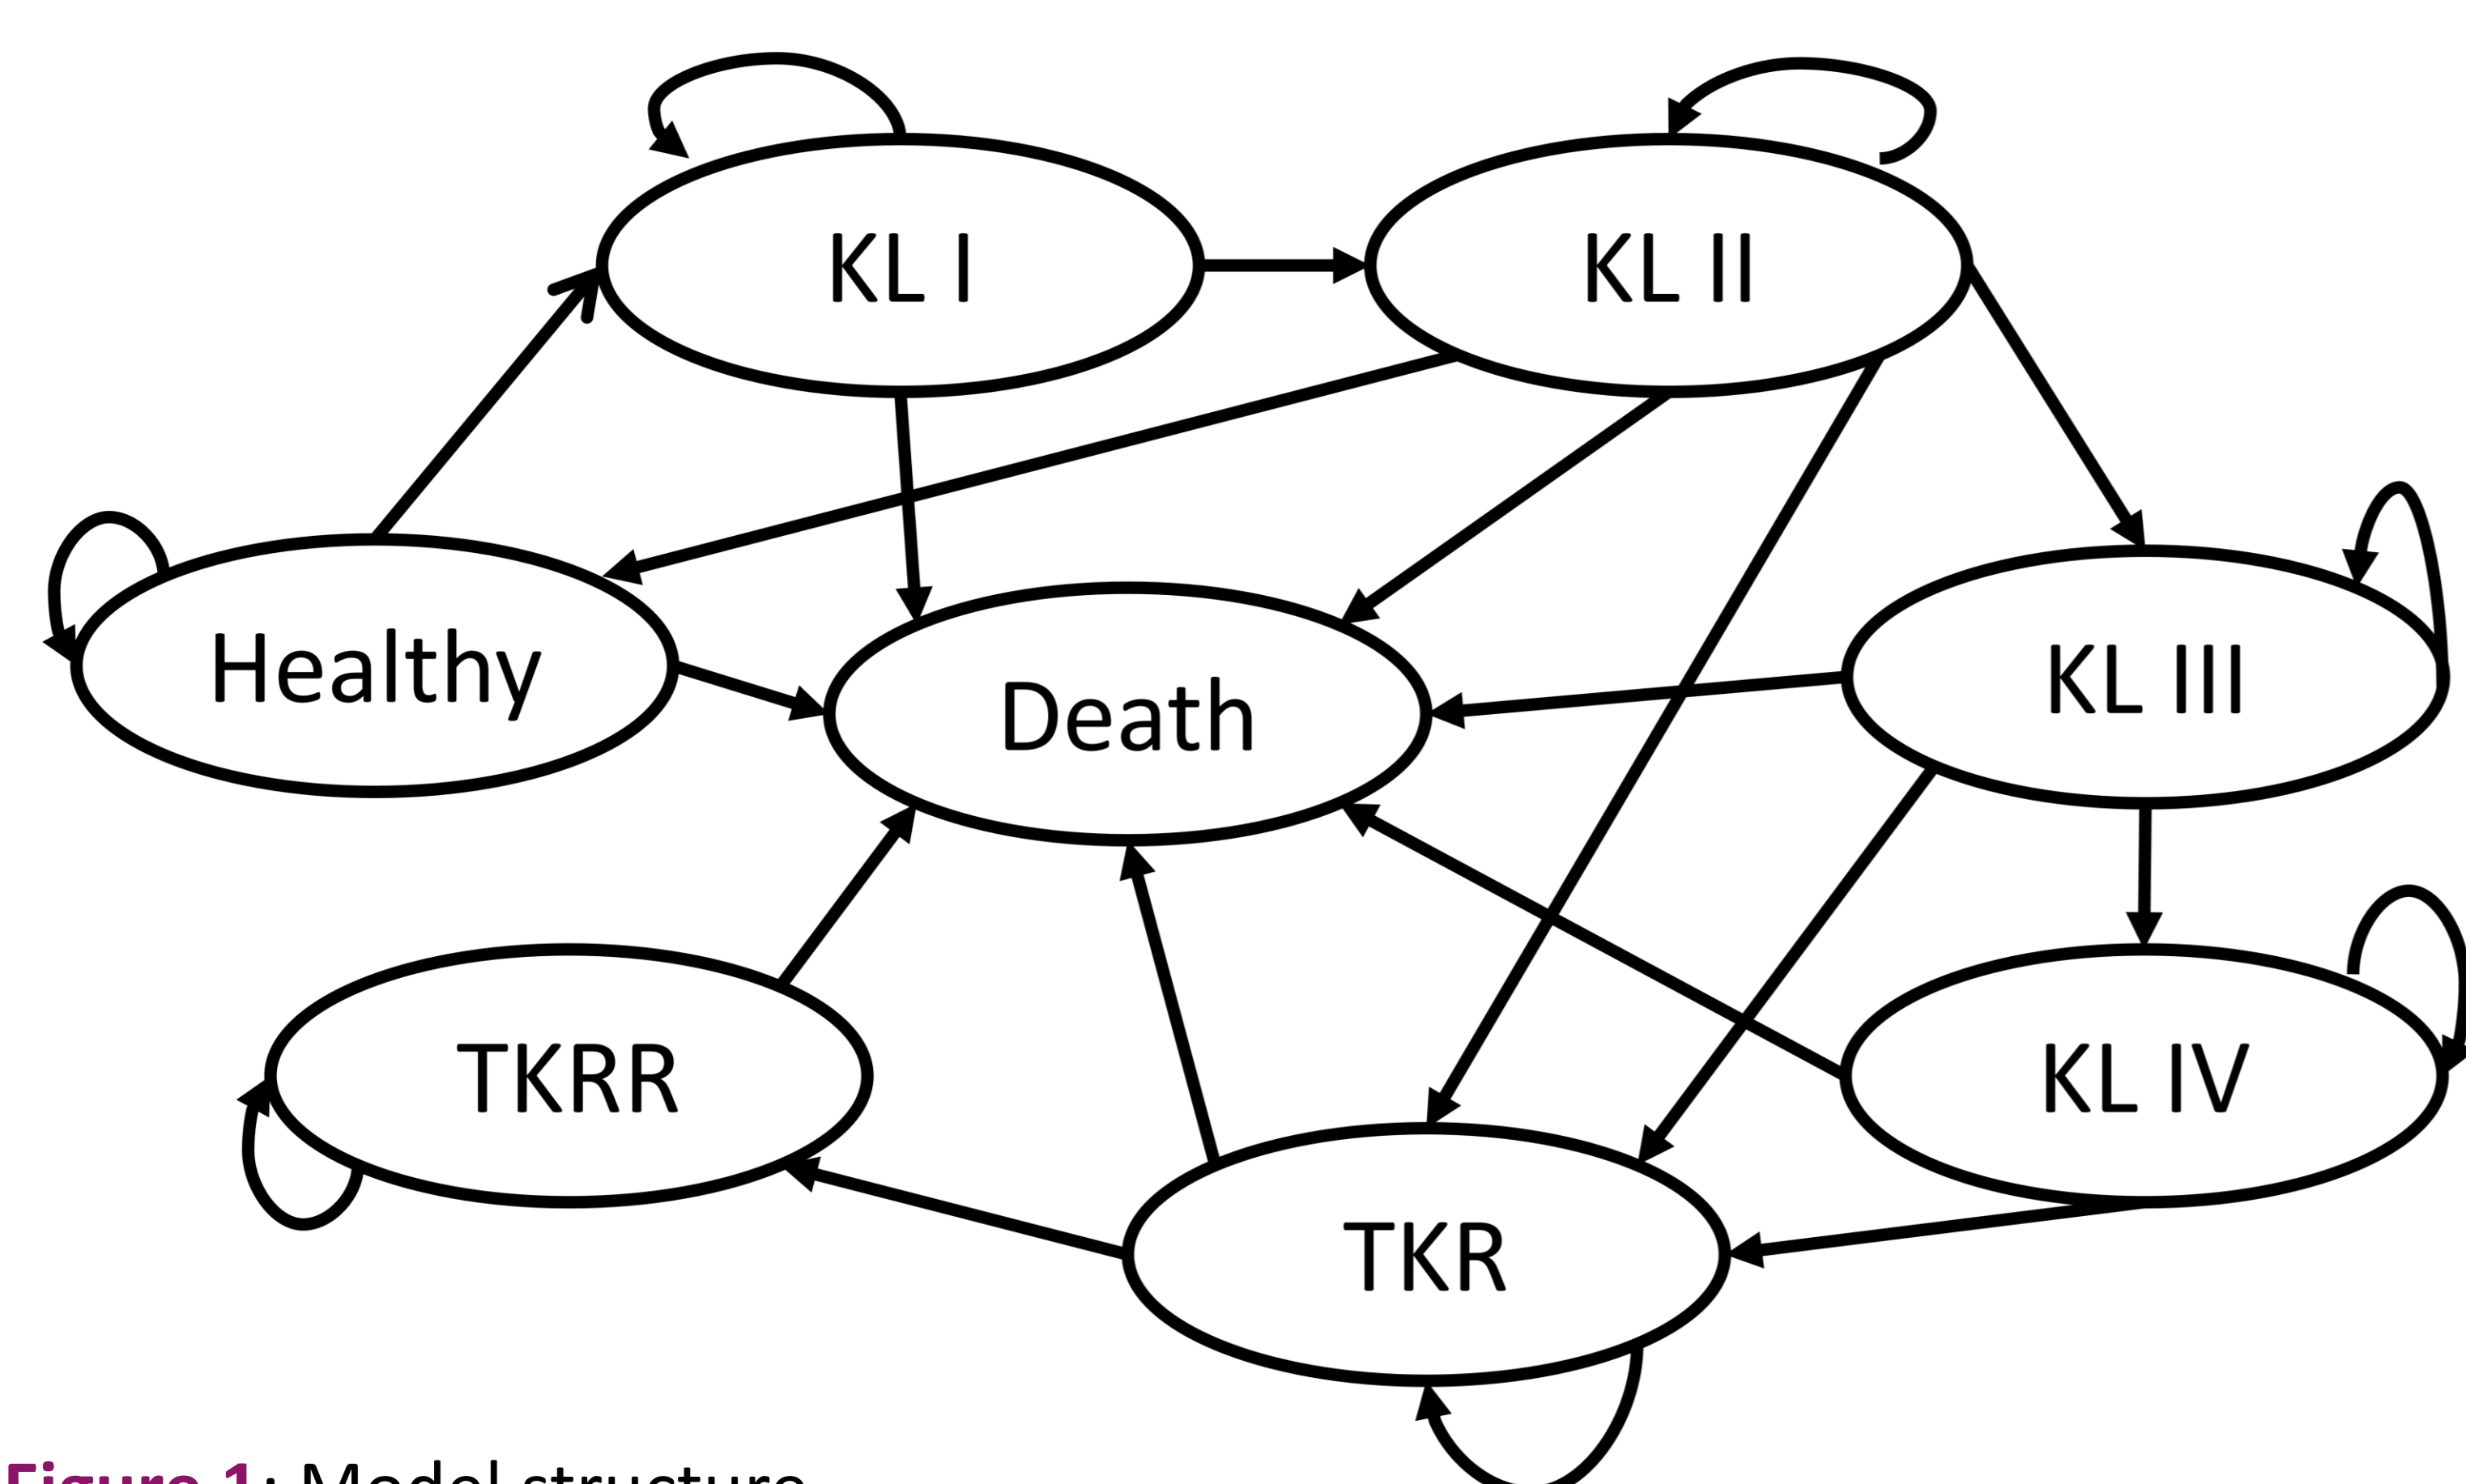 KL I
KL II
Healthy
Death
KL III
TKRR
KL IV
TKR
Figure 1: Model structure